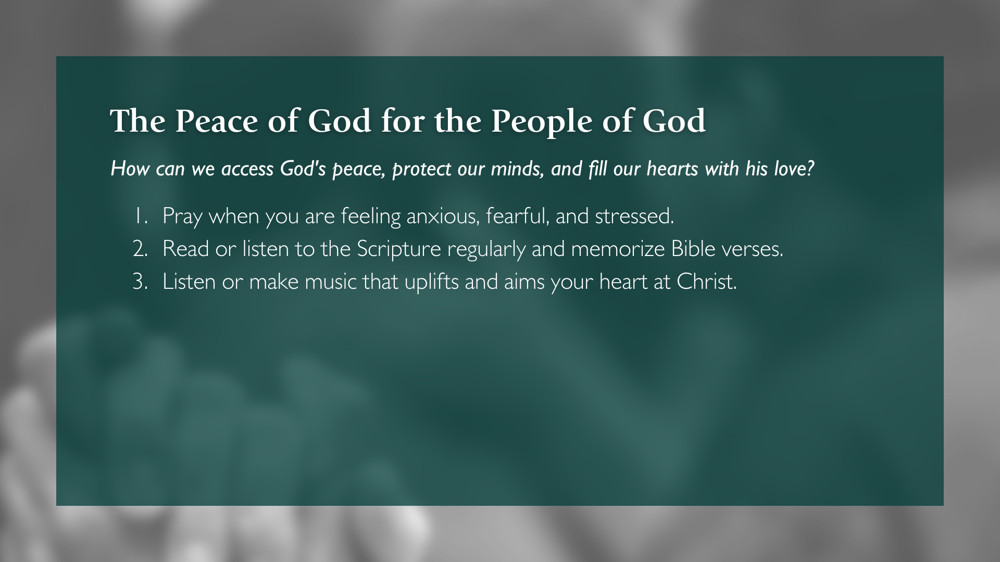 The Peace of God for the People of God
How can we access God's peace, protect our minds, and fill our hearts with his love?
1. Pray when you are feeling anxious, fearful, and stressed.
2. Read or listen to the Scripture regularly and memorize Bible verses.
3. Listen or make music that uplifts and aims your heart at Christ.